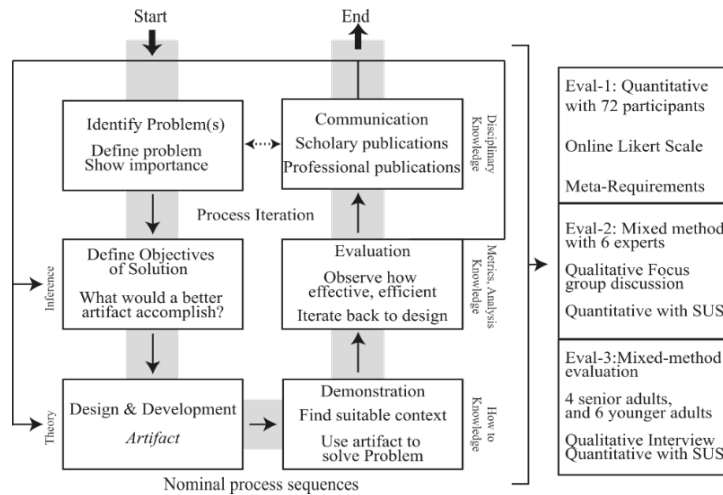 Start
End
Identify Problem(s)
Define problem
Show importance
Communication
Scholary publications
Professional publications
Disciplinary
Knowledge
Process Iteration
Define Objectives
of Solution
What would a better
artifact accomplish?
Inference
Evaluation
Observe how
effective, efficient
Iterate back to design
Metrics, Analysis
Knowledge
Design & Development
Artifact
Theory
Demonstration
Find suitable context
Use artifact to
solve Problem
How to
Knowledge
Nominal process sequences
Eval-1: Quantitative
with 72 participants
Online Likert Scale
Meta-Requirements
Eval-2: Mixed method
with 6 experts
Qualitative Focus
group discussion
Quantitative with SUS
Eval-3:Mixed-method
evaluation
4 senior adults,
and 6 younger adults
Qualitative Interview
Quantitative with SUS